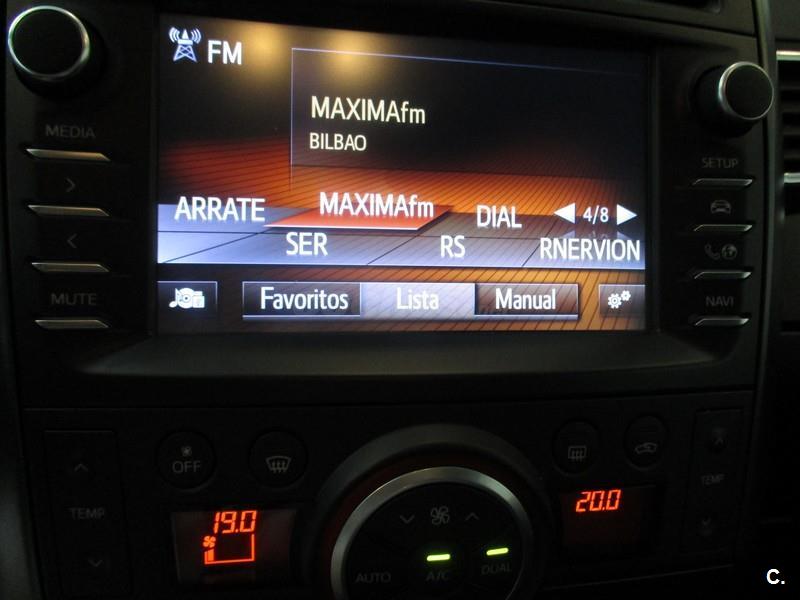 FM
MAXIMAfm
BILBAO
MEDIA
SETUP
ARRATE MAXIMAfm DIAL 4/8
SER RS RNERVION
MUTE
NAVI
Favoritos Lista Manual
OFF
TEMP
TEMP
19.0
20.0
AUTO A/C DUAL
C.